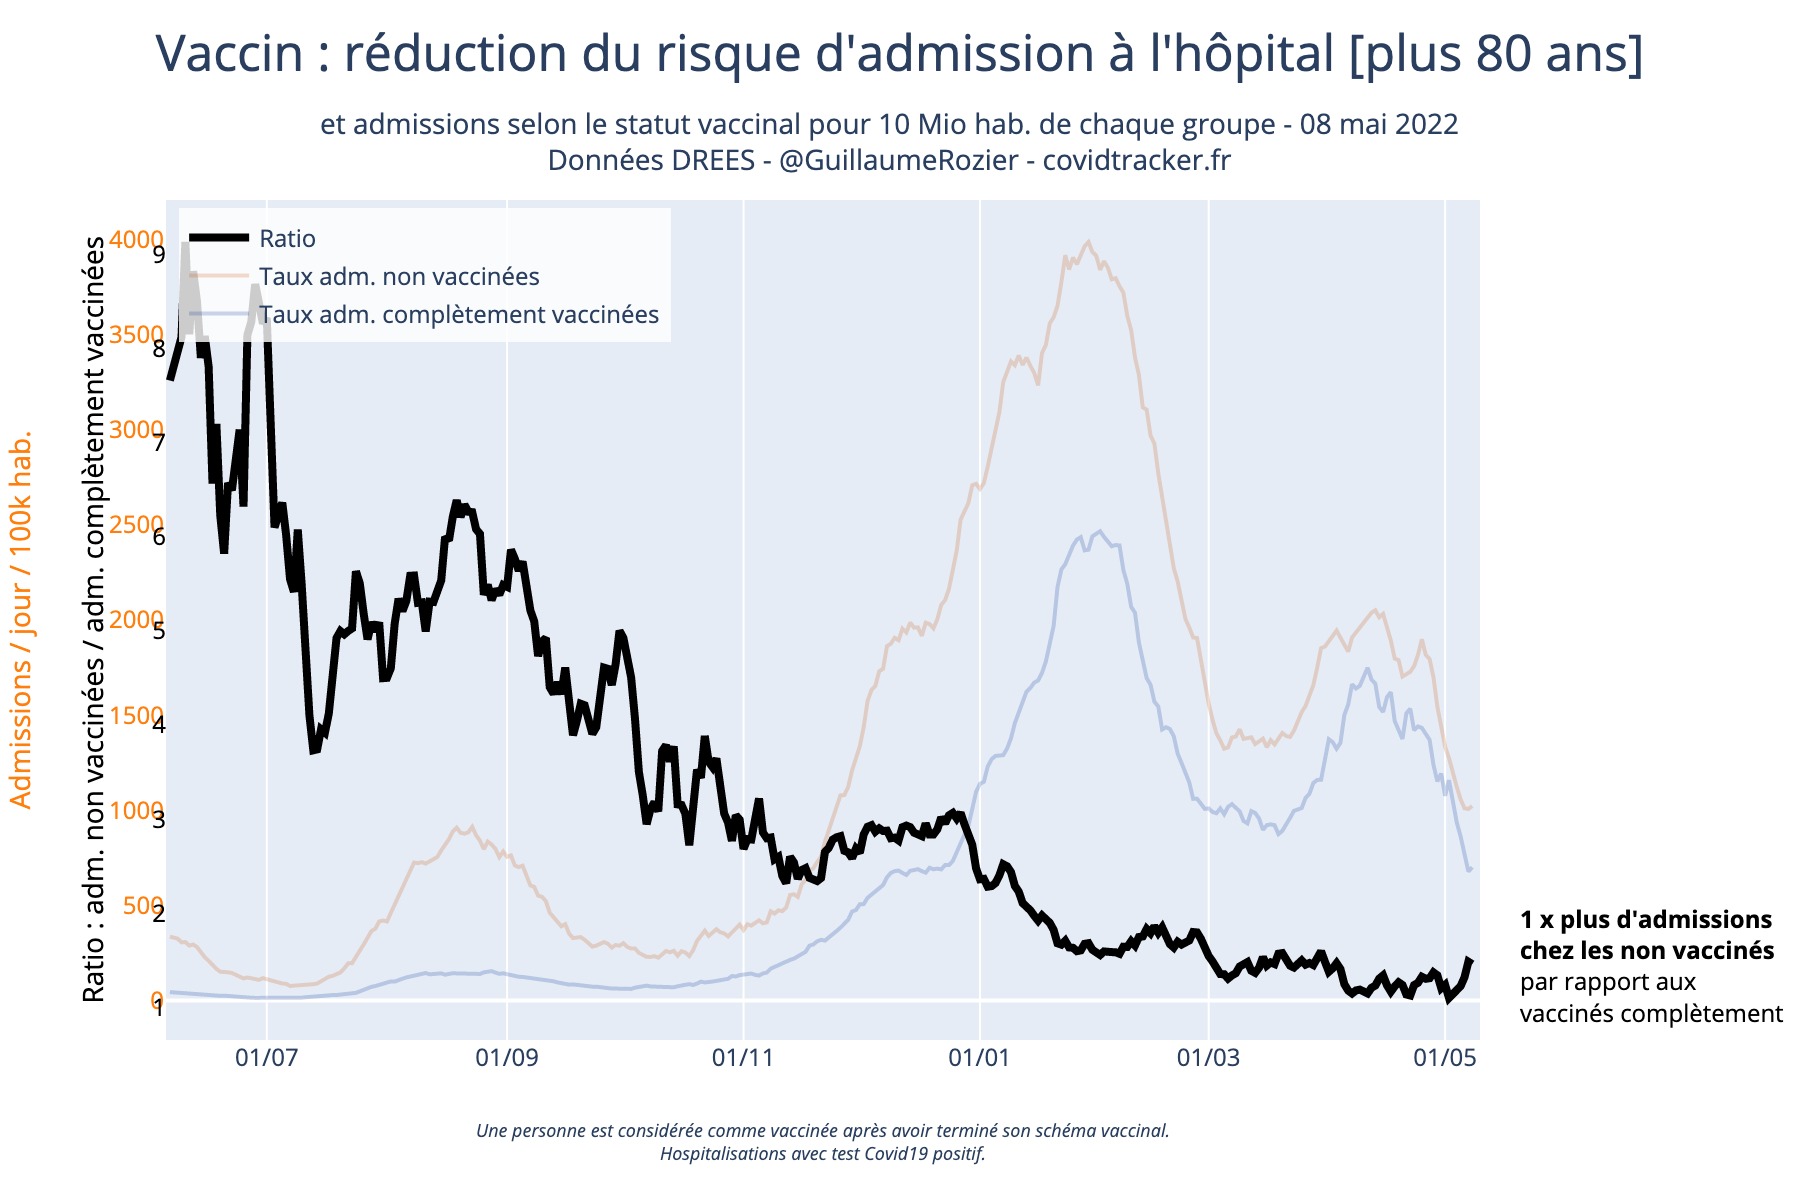 Vaccin : réduction du risque d'admission à l'hôpital [plus 80 ans]
et admissions selon le statut vaccinal pour 10 Mio hab. de chaque groupe - 08 mai 2022
Données DREES - @GuillaumeRozier - covidtracker.fr
Admissions / jour / 100k hab.
Ratio : adm. non vaccinées / adm. complètement vaccinées
4000
3500
3000
2500
2000
1500
1000
500
0
9
8
7
6
5
4
3
2
1
Ratio
Taux adm. non vaccinées
Taux adm. complètement vaccinées
1 x plus d'admissions
chez les non vaccinés
par rapport aux
vaccinés complètement
01/07
01/09
01/11
01/01
01/03
01/05
Une personne est considérée comme vaccinée après avoir terminé son schéma vaccinal.
Hospitalisations avec test Covid19 positif.